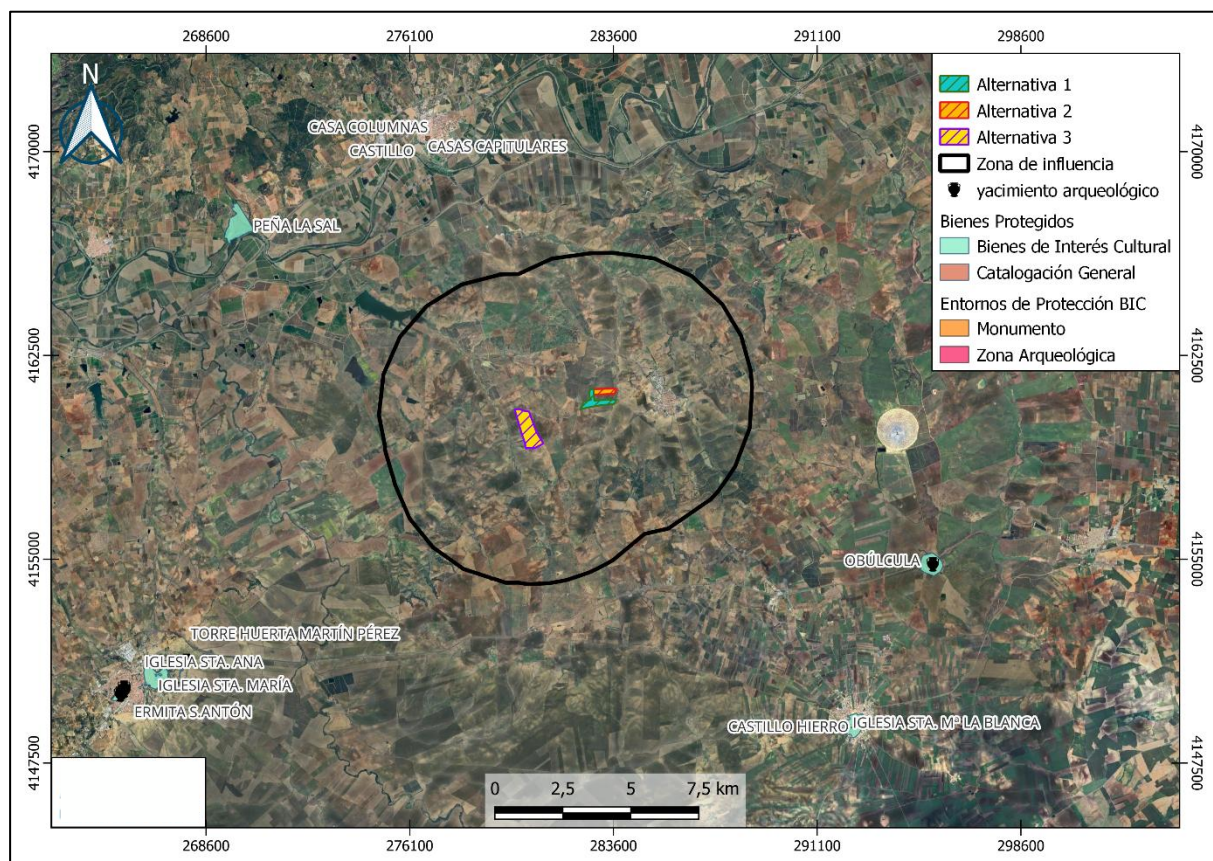 268600 276100 283600 291100 298600
N
Alternativa 1
Alternativa 2
Alternativa 3
Zona de influencia
yacimiento arqueológico
Bienes Protegidos
Bienes de Interés Cultural
Catalogación General
Entornos de Protección BIC
Monumento
Zona Arqueológica
CASA COLUMNAS
CASTILLO
CASAS CAPITULARES
4170000 4170000
PEÑA LA SAL
4162500 4162500
OBÚLCULA
4155000 4155000
TORRE HUERTA MARTÍN PÉREZ
IGLESIA STA. ANA
IGLESIA STA. MARÍA
ERMITA S.ANTÓN
CASTILLO HIERRO
IGLESIA STA. Mª LA BLANCA
4147500 4147500
0 2,5 5 7,5 km
268600 276100 283600 291100 298600